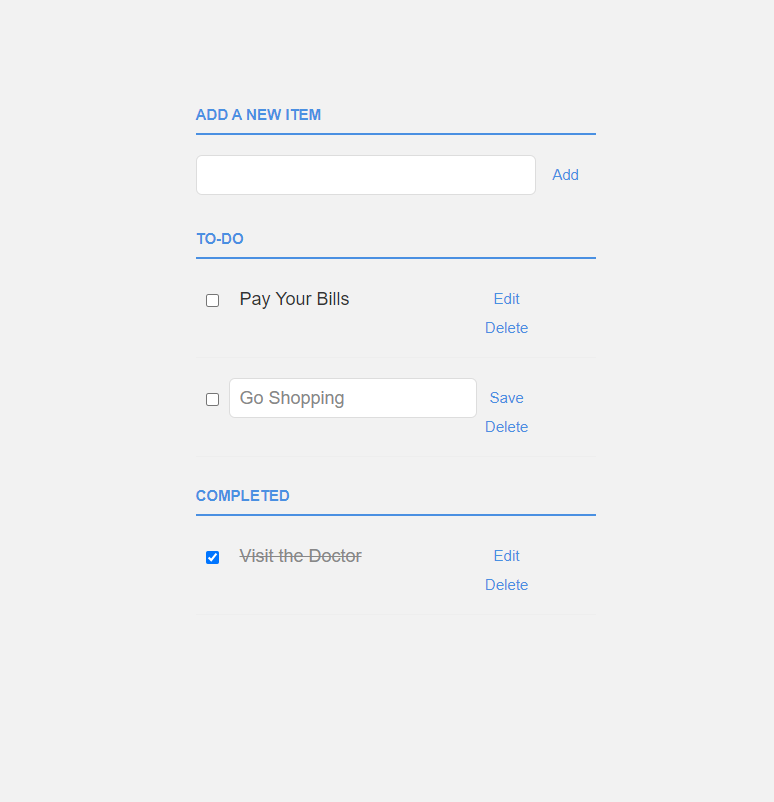 ADD A NEW ITEM
Add
TO-DO
Pay Your Bills
Edit
Delete
Go Shopping
Save
Delete
COMPLETED
Visit the Doctor
Edit
Delete